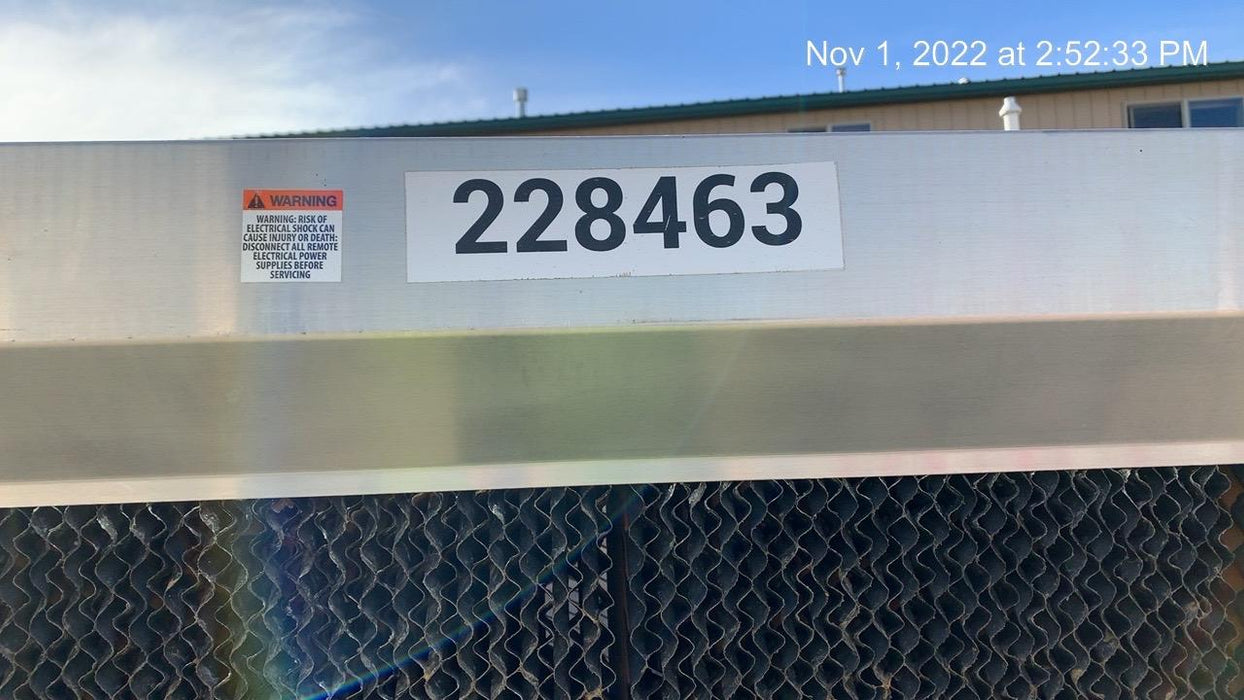 Nov 1, 2022 at 2:52:33 PM
228463
WARNING
WARNING: RISK OF
ELECTRICAL SHOCK CAN
CAUSE INJURY OR DEATH:
DISCONNECT ALL REMOTE
ELECTRICAL POWER
SUPPLIES BEFORE
SERVICING